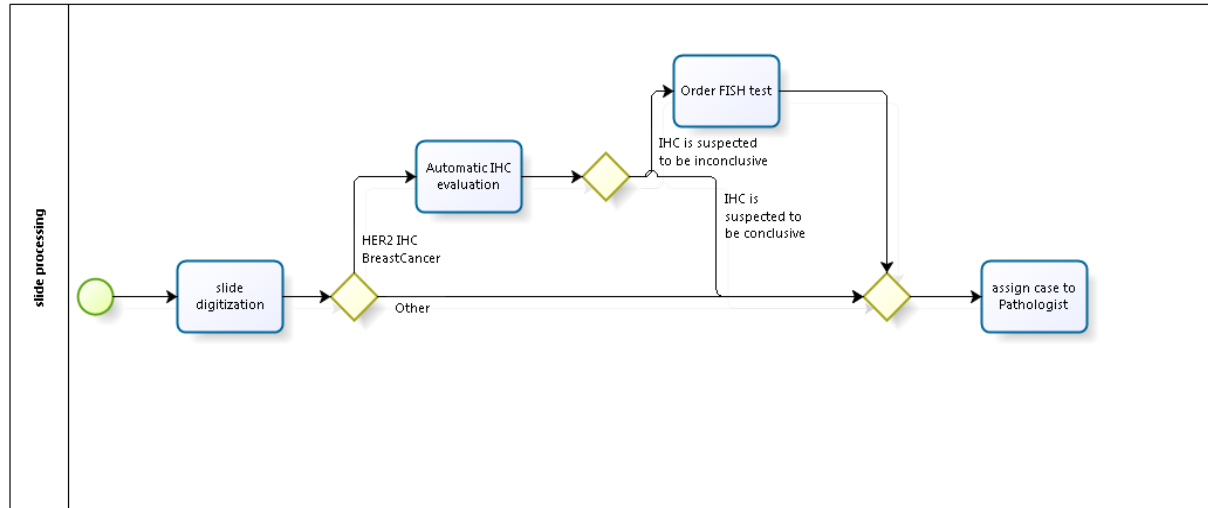 slide processing
slide
digitization
HER2 IHC
BreastCancer
Other
Automatic IHC
evaluation
IHC is suspected
to be inconclusive
Order FISH test
IHC is
suspected to
be conclusive
assign case to
Pathologist